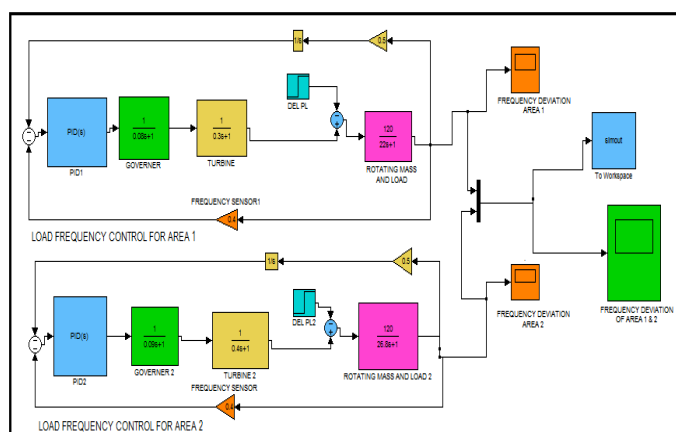 1/s
0.5
DEL PL
FREQUENCY DEVIATION
AREA 1
PID(s)
PID1
1
0.08s+1
GOVERNER
1
0.3s+1
TURBINE
120
22s+1
ROTATING MASS
AND LOAD
simout
To Workspace
FREQUENCY SENSOR1
0.4
LOAD FREQUENCY CONTROL FOR AREA 1
1/s
0.5
DEL PL2
FREQUENCY DEVIATION
AREA 2
FREQUENCY DEVIATION
OF AREA 1 & 2
PID(s)
PID2
1
0.09s+1
GOVERNER 2
1
0.4s+1
TURBINE 2
120
26.8s+1
ROTATING MASS AND LOAD 2
FREQUENCY SENSOR
0.4
LOAD FREQUENCY CONTROL FOR AREA 2